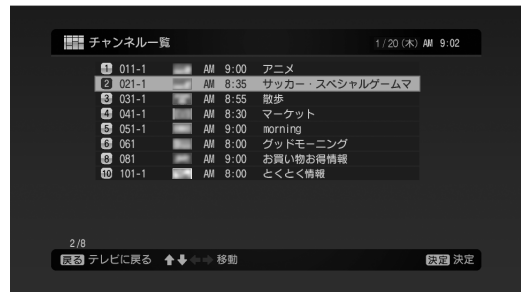 チャンネル一覧 1/20(木) AM 9:02
1 011-1 AM 9:00 アニメ
2 021-1 AM 8:35 サッカー・スペシャルゲームマ
3 031-1 AM 8:55 散歩
4 041-1 AM 8:30 マーケット
5 051-1 AM 9:00 morning
6 061 AM 8:00 グッドモーニング
8 081 AM 9:00 お買い物お得情報
10 101-1 AM 8:00 とくとく情報
2/8
戻る テレビに戻る ↑↓←→ 移動 決定 決定